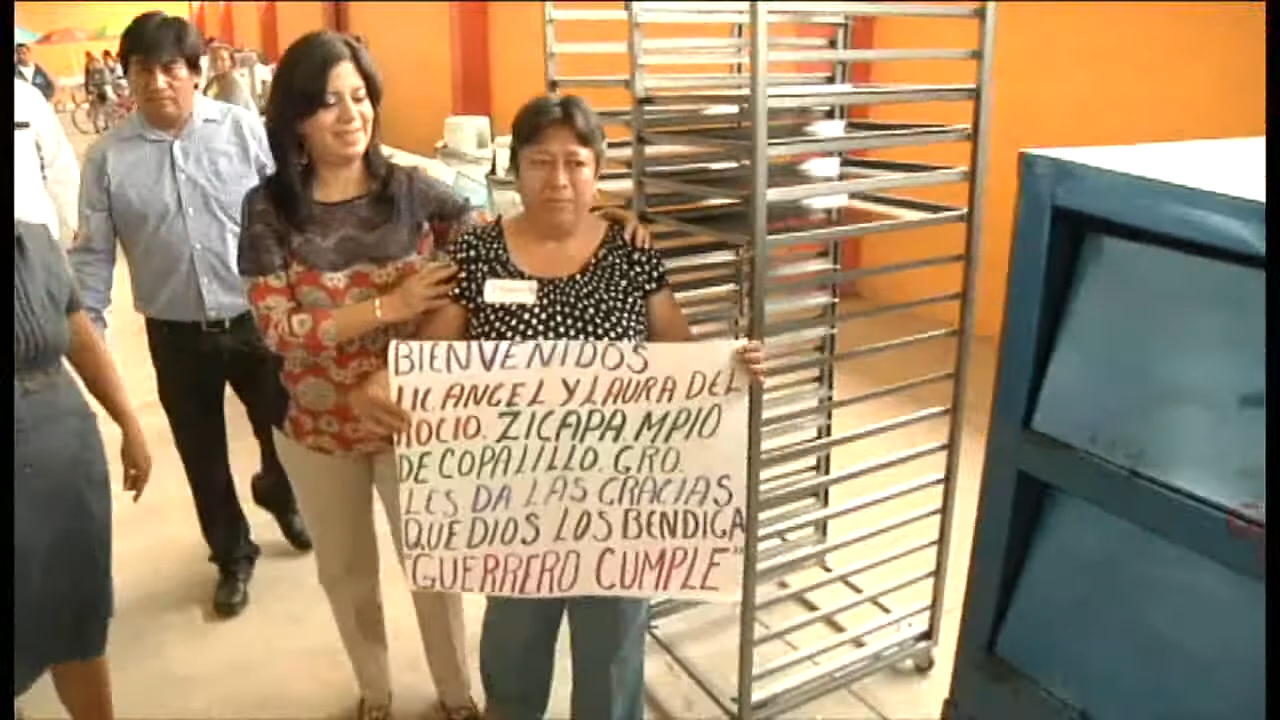 BIENVENIDOS
LIC. ANGEL Y LAURA DEL
ROCIO. ZICAPA. MPIO
DE COPALILLO. GRO.
LES DA LAS GRACIAS
QUE DIOS LOS BENDIGA
"GUERRERO CUMPLE"